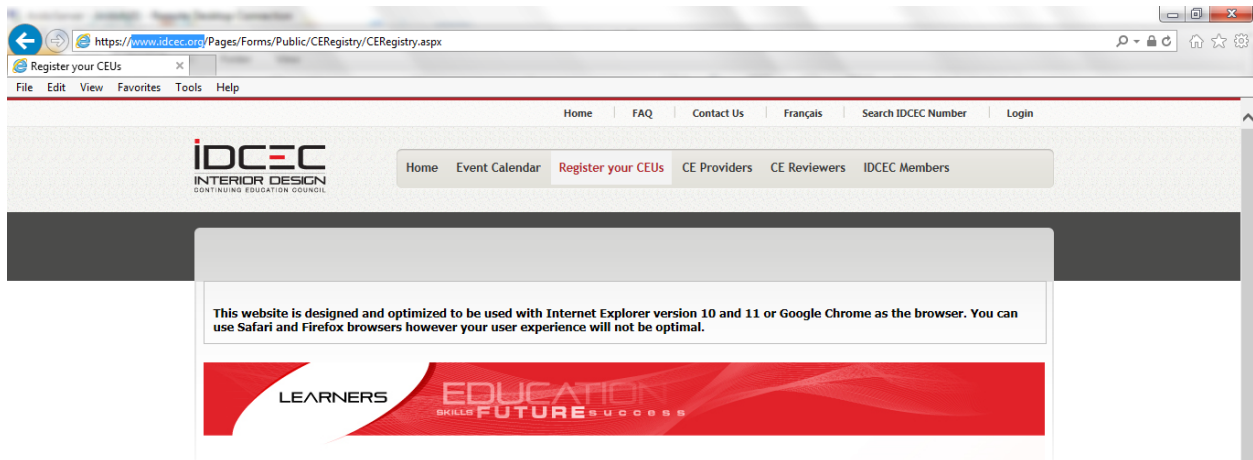 https://www.idcec.org/Pages/Forms/Public/CERegistry/CERegistry.aspx
Register your CEUs
File Edit View Favorites Tools Help
Home FAQ Contact Us Français Search IDCEC Number Login
IDCEC
INTERIOR DESIGN
CONTINUING EDUCATION COUNCIL
Home Event Calendar Register your CEUs CE Providers CE Reviewers IDCEC Members
This website is designed and optimized to be used with Internet Explorer version 10 and 11 or Google Chrome as the browser. You can
use Safari and Firefox browsers however your user experience will not be optimal.
LEARNERS
EDUCATION
SKILLS FUTURE success